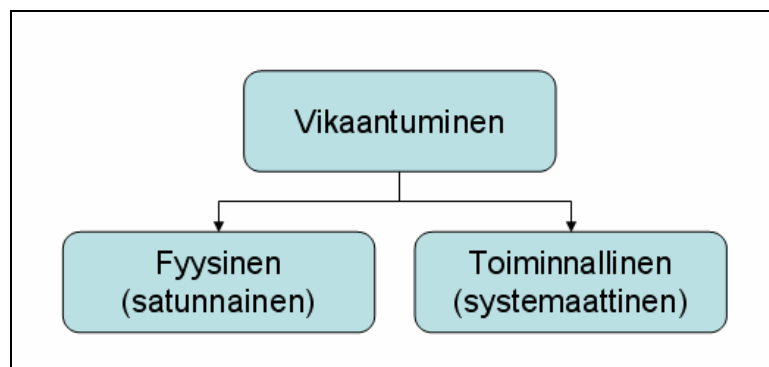 Vikaantuminen
Fyysinen
(satunnainen)
Toiminnallinen
(systemaattinen)